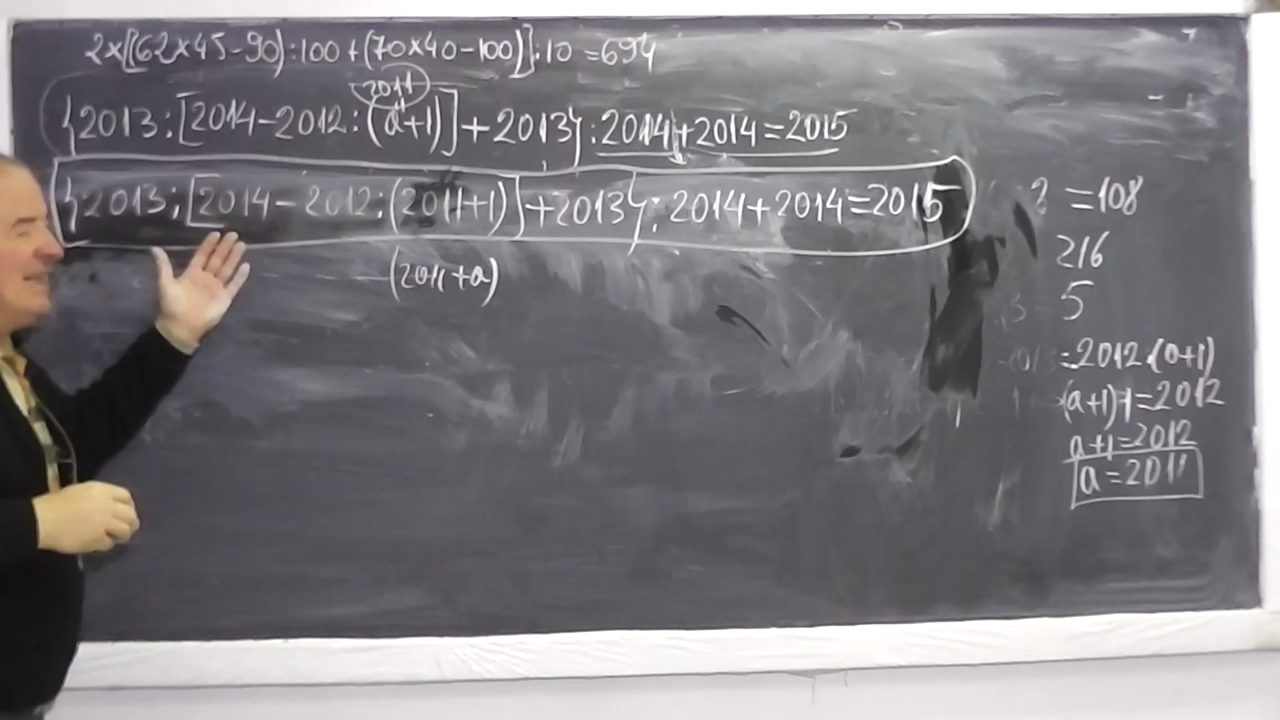 2×[(62×45-90):100+(70×40-100)]:10=694
2011
{2013:[2014-2012:(a+1)]+2013}:2014+2014=2015
{2013:[2014-2012:(2011+1)]+2013}:2014+2014=2015
(2011+a)
=108
216
5
=2012·(a+1)
(a+1)·1=2012
a+1=2012
a=2011